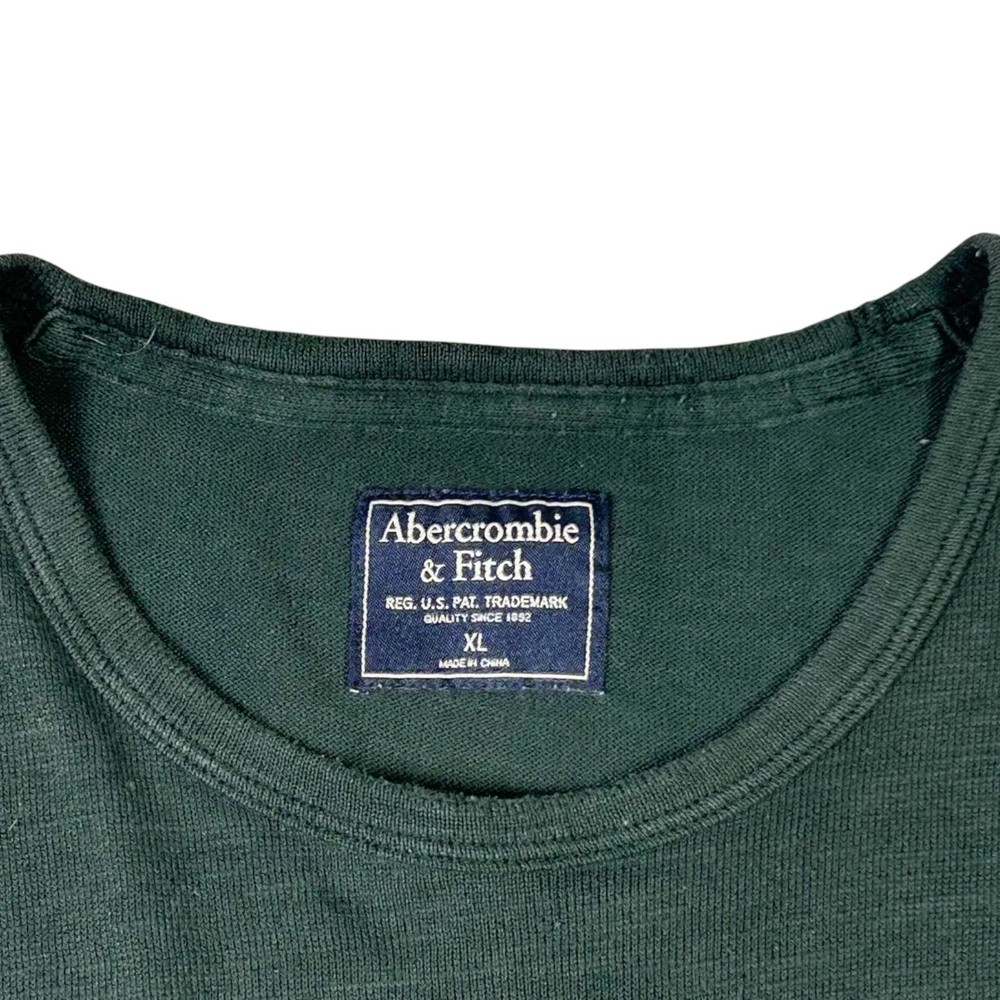 Abercrombie
& Fitch
REG. U.S. PAT. TRADEMARK
QUALITY SINCE 1892
XL
MADE IN CHINA